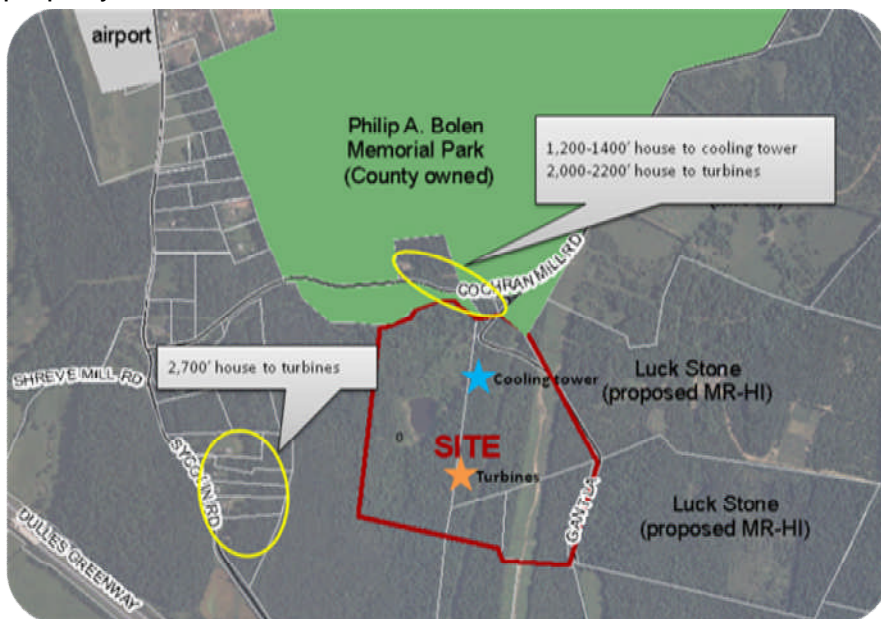 airport
Philip A. Bolen
Memorial Park
(County owned)
1,200-1400' house to cooling tower
2,000-2200' house to turbines
COCHRAN MILL RD
2,700' house to turbines
SHREVE MILL RD
Luck Stone
(proposed MR-HI)
Cooling tower
0
SITE
Turbines
SYCOLIN RD
GANT LA
Luck Stone
(proposed MR-HI)
DULLES GREENWAY